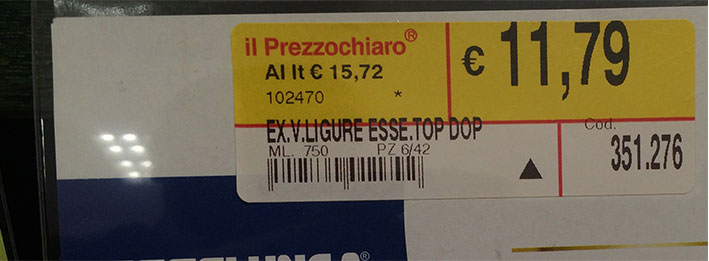 il Prezzochiaro®
Al lt € 15,72
€ 11,79
102470 *
EX.V.LIGURE ESSE.TOP DOP
ML. 750 PZ 6/42
Cod.
351.276